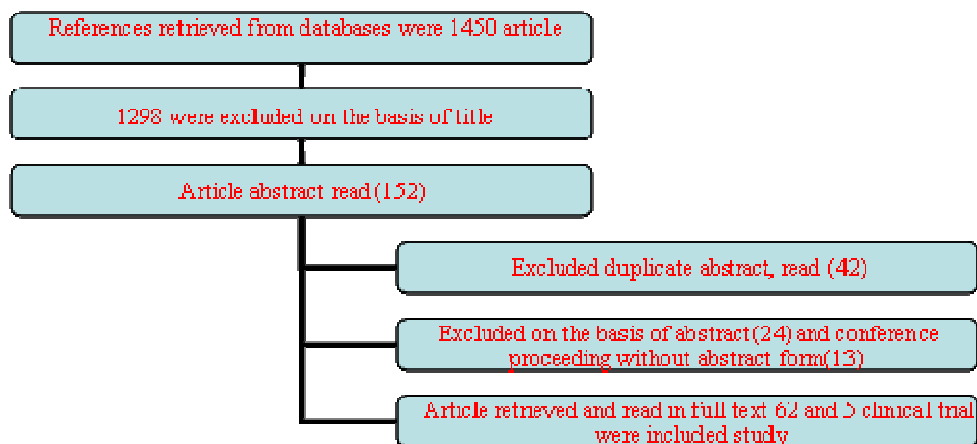 References retrieved from databases were 1450 article
1298 were excluded on the basis of title
Article abstract read (152)
Excluded duplicate abstract, read (42)
Excluded on the basis of abstract (24) and conference
proceeding without abstract form(13)
Article retrieved and read in full text 62 and 5 clinical trial
were included study